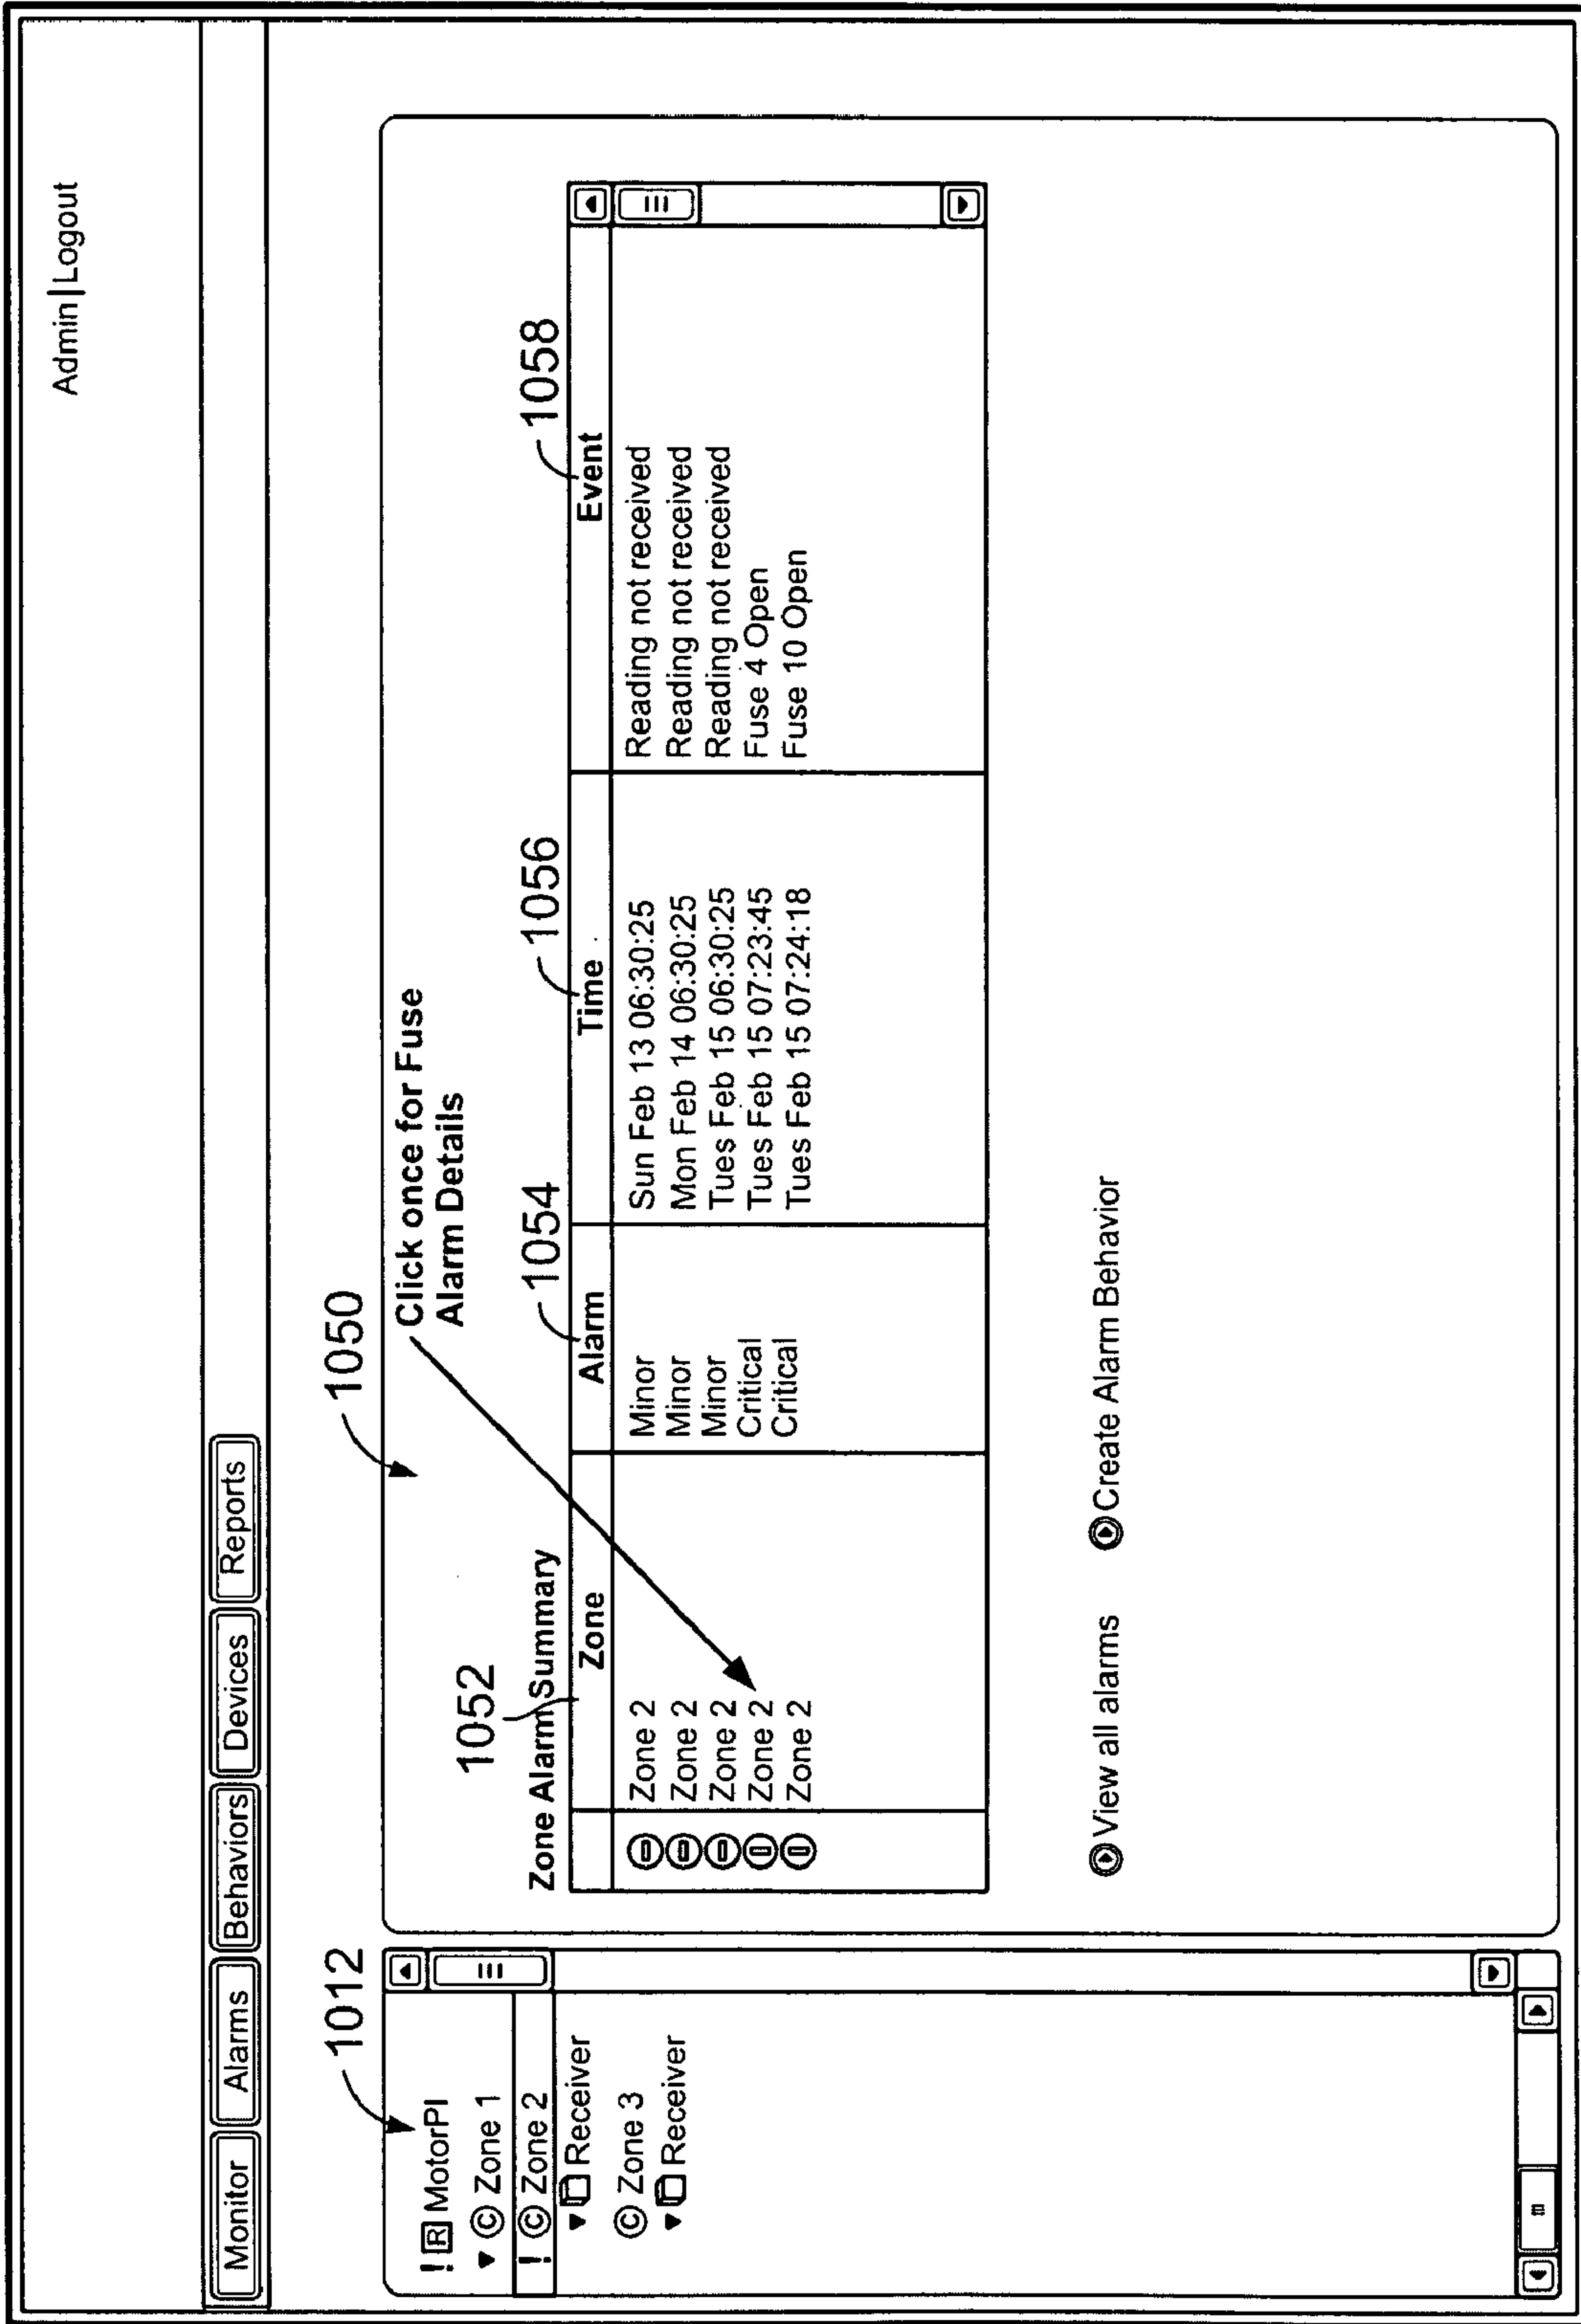 Admin|Logout
Monitor Alarms Behaviors Devices Reports
1012
! R MotorPI
© Zone 1
! © Zone 2
Receiver
© Zone 3
Receiver
m
1050
Click once for Fuse
Alarm Details
1052
1054
1056
1058
Zone Alarm Summary
Zone Alarm Time Event
Zone 2 Minor Sun Feb 13 06:30:25 Reading not received
Zone 2 Minor Mon Feb 14 06:30:25 Reading not received
Zone 2 Minor Tues Feb 15 06:30:25 Reading not received
Zone 2 Critical Tues Feb 15 07:23:45 Fuse 4 Open
Zone 2 Critical Tues Feb 15 07:24:18 Fuse 10 Open
View all alarms Create Alarm Behavior